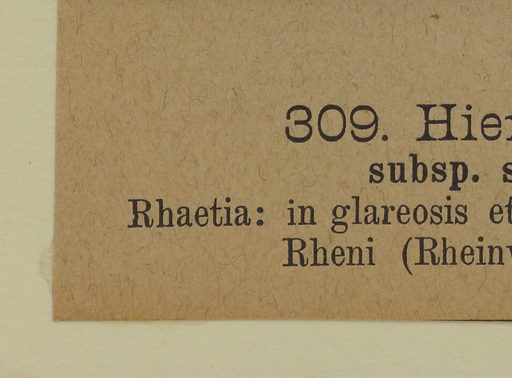 309. Hie
subsp. s
Rhaetia: in glareosis et
Rheni (Rhein